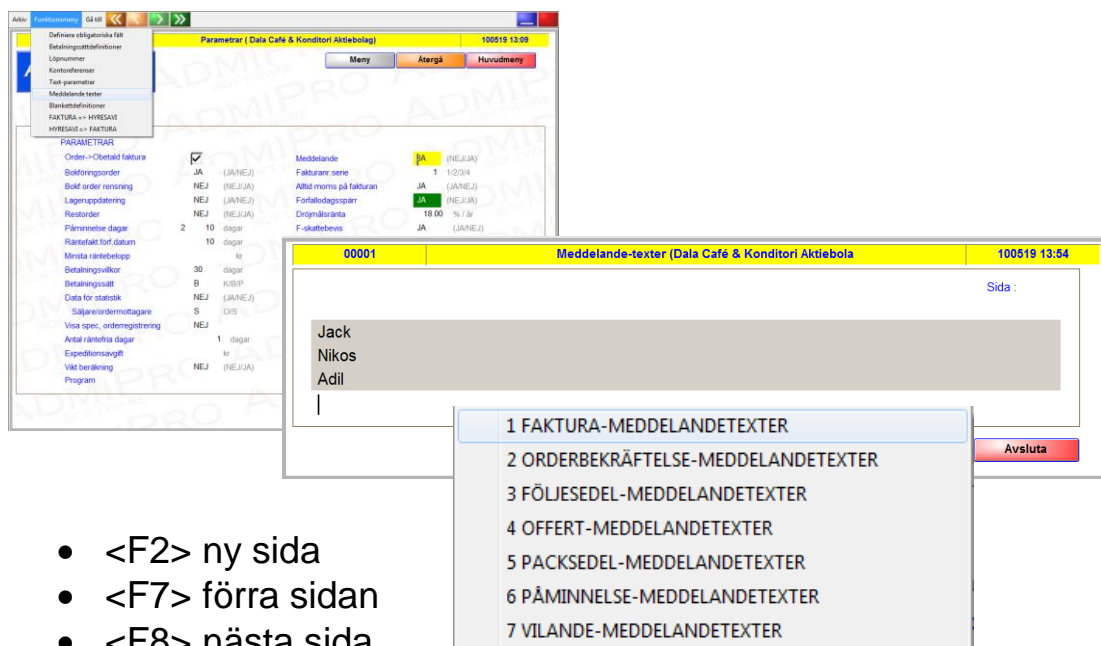 Arkiv Funktionsmeny Gå till
Definiera obligatoriska fält
Betalningssättdefinitioner
Löpnummer
Kontoreferenser
Text-parametrar
Meddelande texter
Blankettdefinitioner
FAKTURA => HYRESAVI
HYRESAVI => FAKTURA
Parametrar ( Dala Café & Konditori Aktiebolag) 100519 13:09
Meny Återgå Huvudmeny
PARAMETRAR
Order->Obetald faktura Meddelande JA (NEJ/JA)
Bokföringsorder JA (JA/NEJ) Fakturanr serie 1 1/2/3/4
Bokf order rensning NEJ (NEJ/JA) Alltid moms på fakturan JA (JA/NEJ)
Lageruppdatering NEJ (JA/NEJ) Förfallodagsspärr JA (NEJ/JA)
Restorder NEJ (NEJ/JA) Dröjmålsränta 18.00 % / år
Påminnelse dagar 2 10 dagar F-skattebevis JA (JA/NEJ)
Räntefakt.förf.datum 10 dagar
Minsta räntebelopp kr
Betalningsvillkor 30 dagar
Betalningssätt B K/B/P
Data för statistik NEJ (JA/NEJ)
Säljare/ordermottagare S O/S
Visa spec, orderregistrering NEJ
Antal räntefria dagar 1 dagar
Expeditionsavgift kr
Vikt beräkning NEJ (NEJ/JA)
Program
00001 Meddelande-texter (Dala Café & Konditori Aktiebola 100519 13:54
Sida :
Jack
Nikos
Adil
Avsluta
1 FAKTURA-MEDDELANDETEXTER
2 ORDERBEKRÄFTELSE-MEDDELANDETEXTER
3 FÖLJESEDEL-MEDDELANDETEXTER
4 OFFERT-MEDDELANDETEXTER
5 PACKSEDEL-MEDDELANDETEXTER
6 PÅMINNELSE-MEDDELANDETEXTER
7 VILANDE-MEDDELANDETEXTER
• <F2> ny sida
• <F7> förra sidan
• <F8> nästa sida